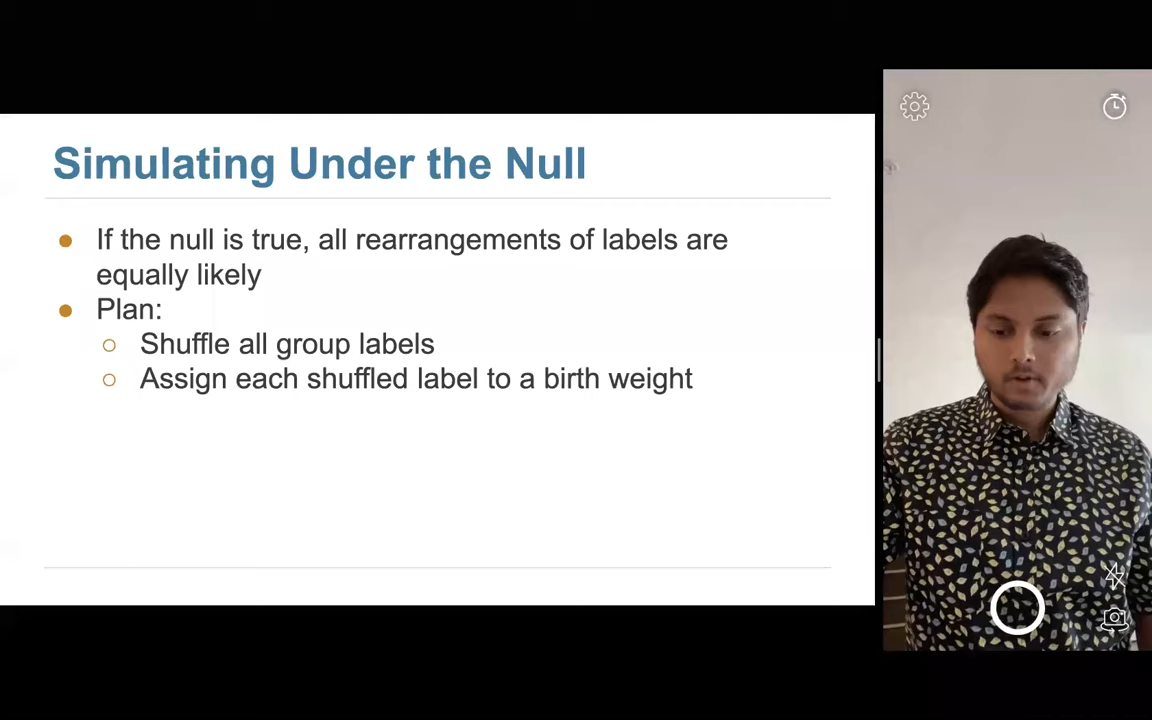 Simulating Under the Null
● If the null is true, all rearrangements of labels are
equally likely
● Plan:
○ Shuffle all group labels
○ Assign each shuffled label to a birth weight